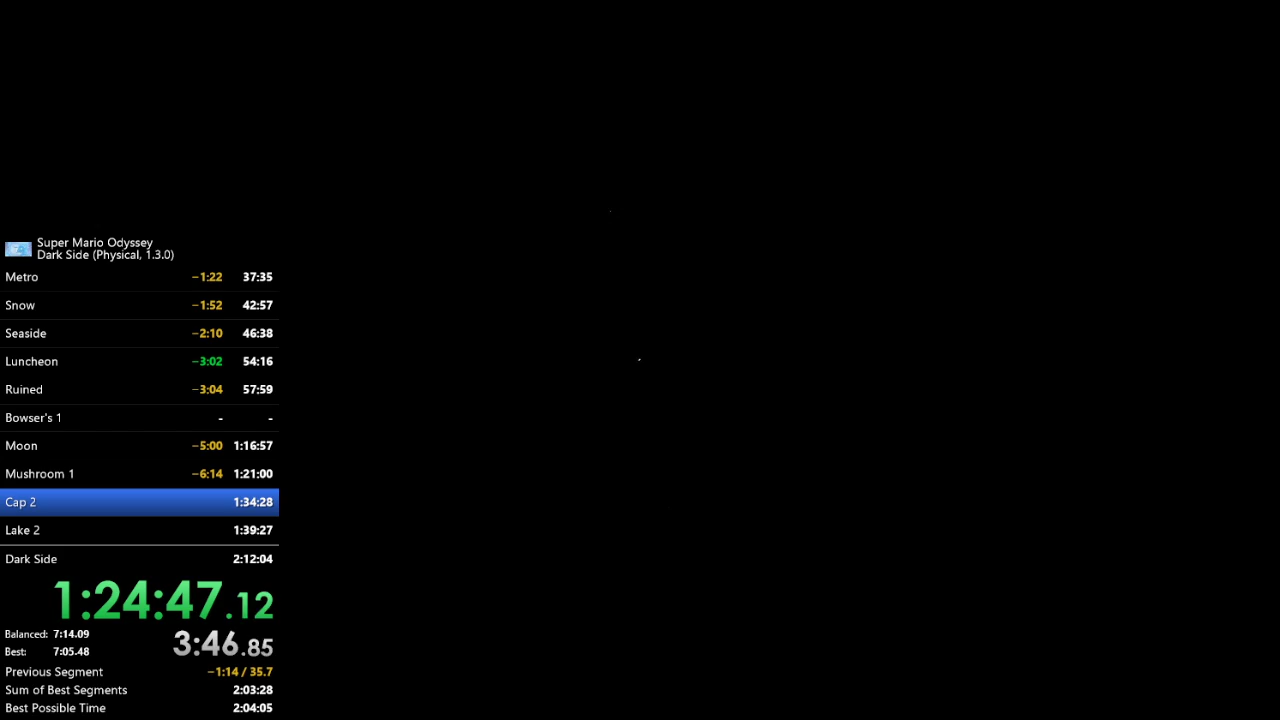 Super Mario Odyssey
Dark Side (Physical, 1.3.0)
Metro −1:22 37:35
Snow −1:52 42:57
Seaside −2:10 46:38
Luncheon −3:02 54:16
Ruined −3:04 57:59
Bowser's 1 - -
Moon −5:00 1:16:57
Mushroom 1 −6:14 1:21:00
Cap 2 1:34:28
Lake 2 1:39:27
Dark Side 2:12:04
1:24:47.12
Balanced: 7:14.09
3:46.85
Best: 7:05.48
Previous Segment −1:14 / 35.7
Sum of Best Segments 2:03:28
Best Possible Time 2:04:05